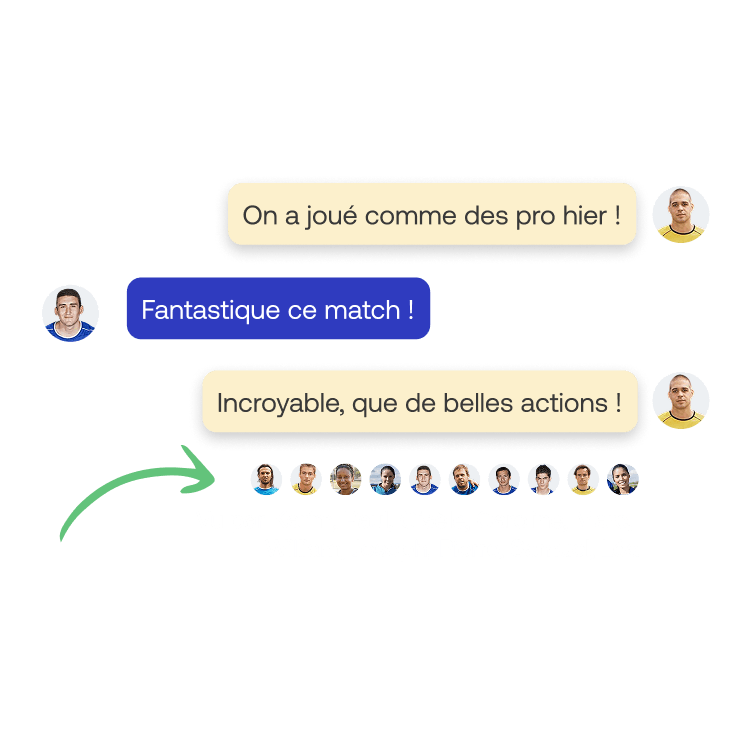 On a joué comme des pro hier !
Fantastique ce match !
Incroyable, que de belles actions !